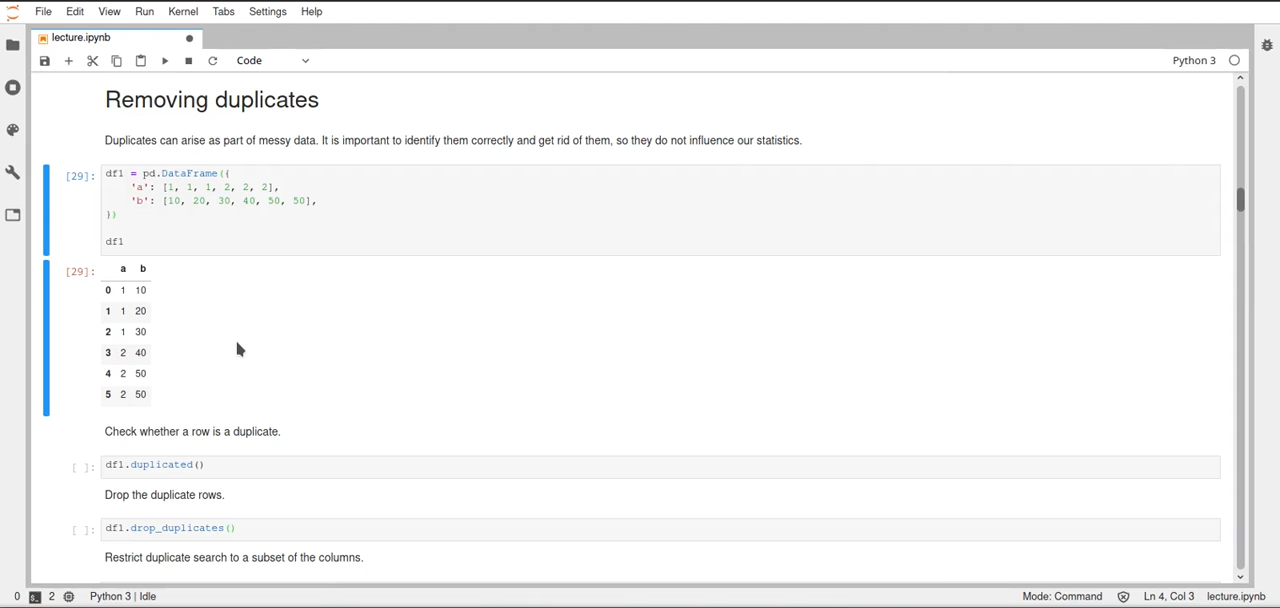 File Edit View Run Kernel Tabs Settings Help
lecture.ipynb
Code
Python 3
Removing duplicates
Duplicates can arise as part of messy data. It is important to identify them correctly and get rid of them, so they do not influence our statistics.
[29]: df1 = pd.DataFrame({
'a': [1, 1, 1, 2, 2, 2],
'b': [10, 20, 30, 40, 50, 50],
})
df1
[29]: a b
0 1 10
1 1 20
2 1 30
3 2 40
4 2 50
5 2 50
Check whether a row is a duplicate.
[ ]: df1.duplicated()
Drop the duplicate rows.
[ ]: df1.drop_duplicates()
Restrict duplicate search to a subset of the columns.
0 2 Python 3 | Idle Mode: Command Ln 4, Col 3 lecture.ipynb